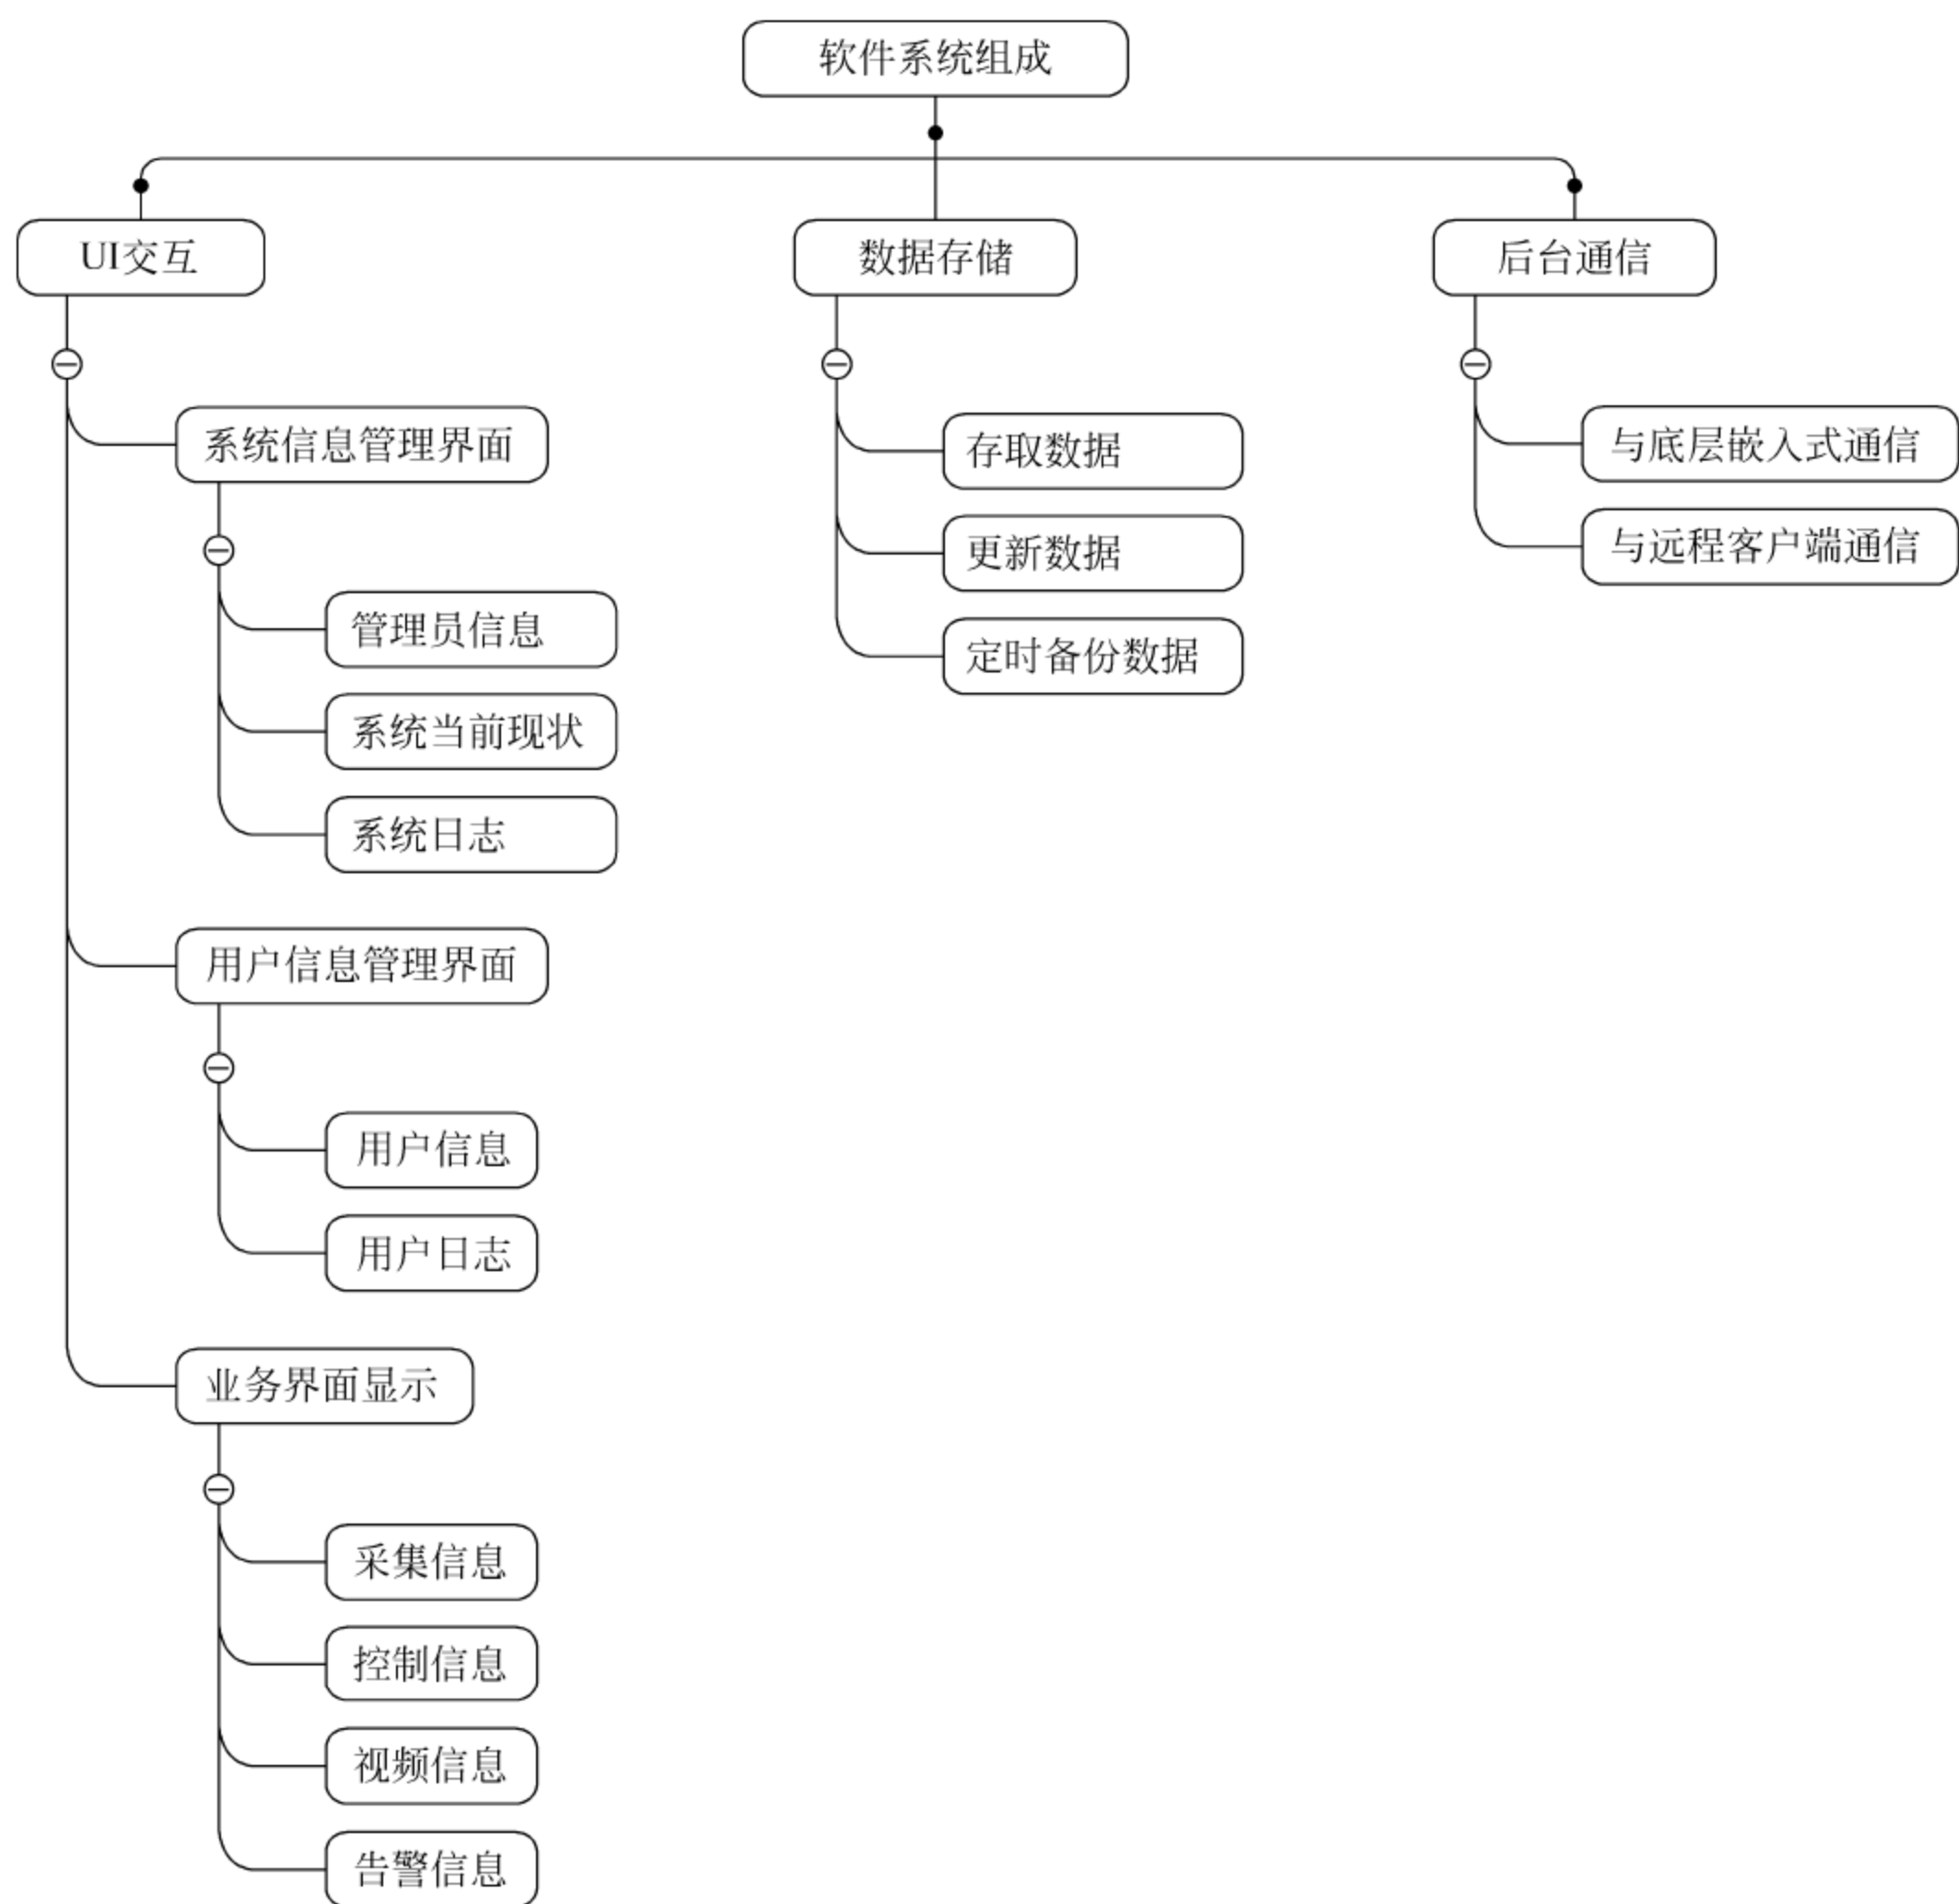 软件系统组成
UI交互
数据存储
后台通信
系统信息管理界面
管理员信息
系统当前现状
系统日志
用户信息管理界面
用户信息
用户日志
业务界面显示
采集信息
控制信息
视频信息
告警信息
存取数据
更新数据
定时备份数据
与底层嵌入式通信
与远程客户端通信